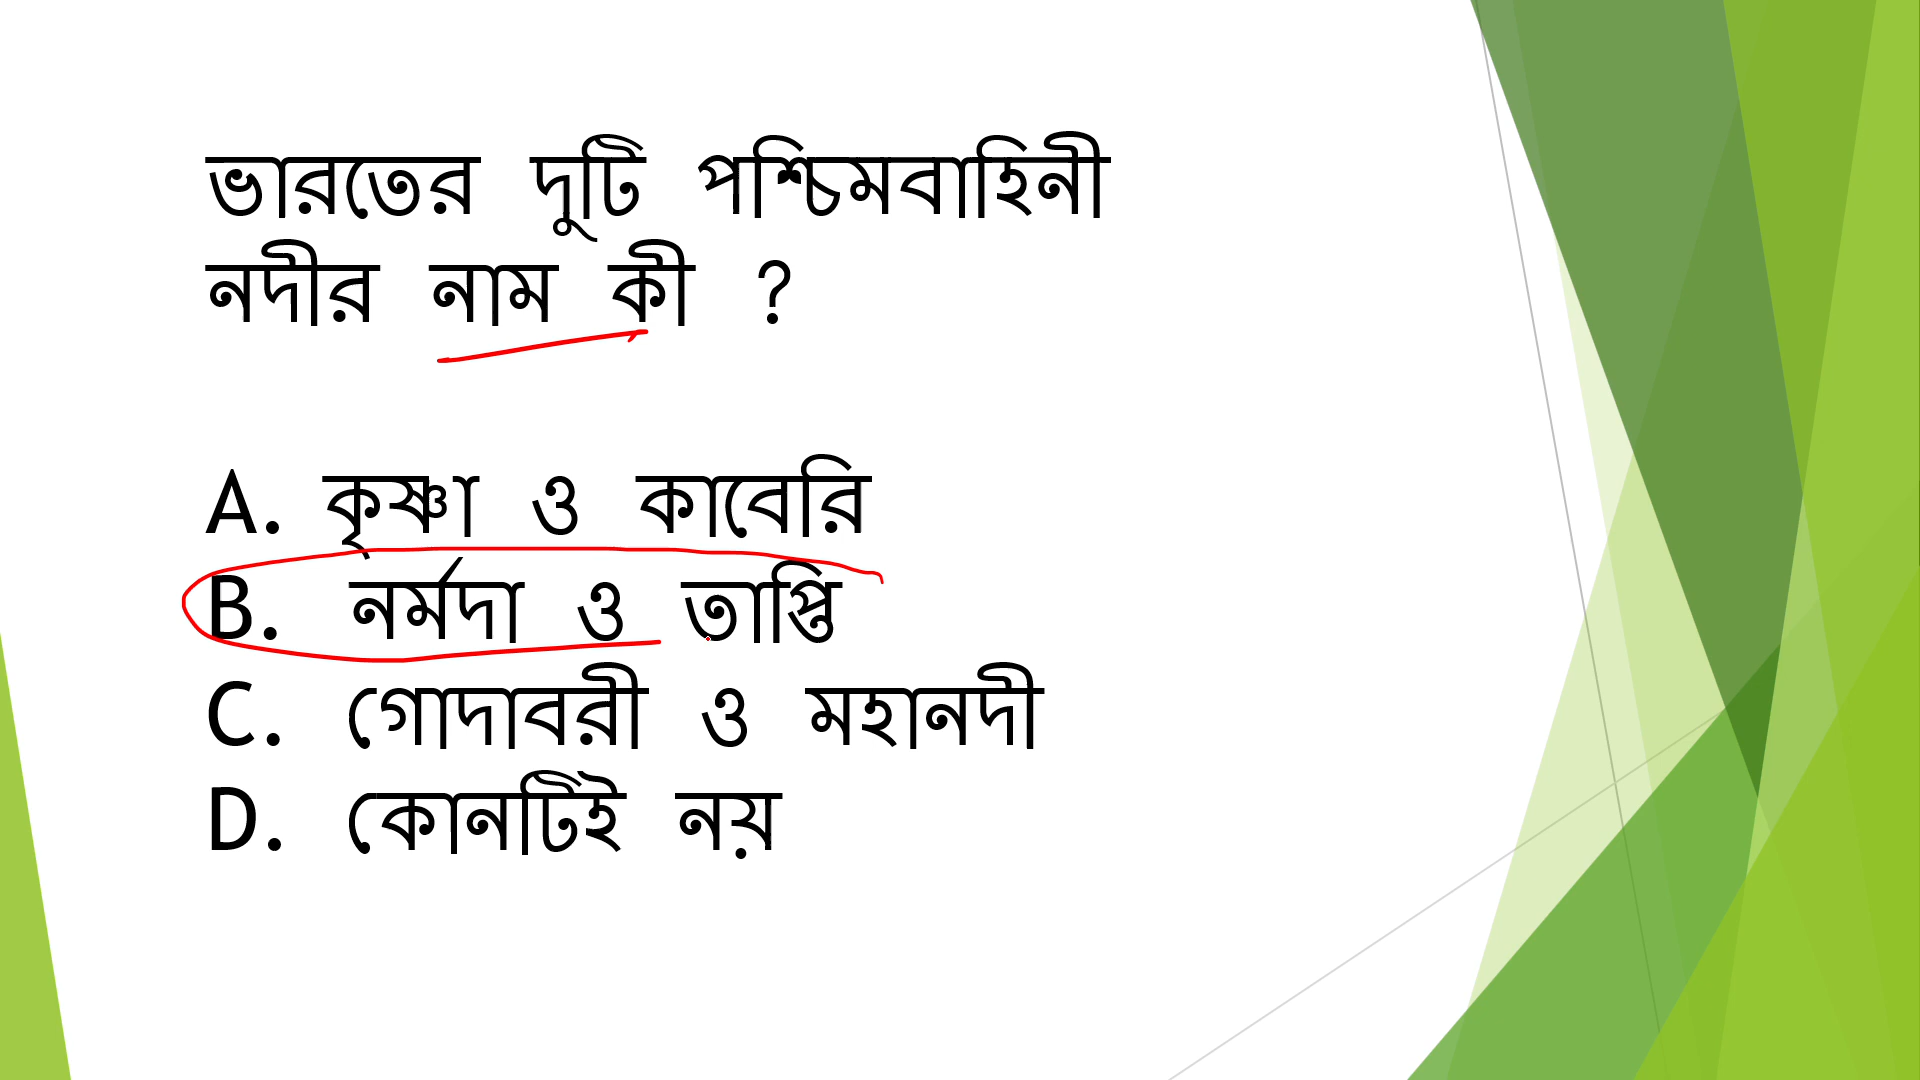 ভারতের দুটি পশ্চিমবাহিনী
নদীর নাম কী ?
A. কৃষ্ণা ও কাবেরি
B. নর্মদা ও তাপ্তি
C. গোদাবরী ও মহানদী
D. কোনটিই নয়